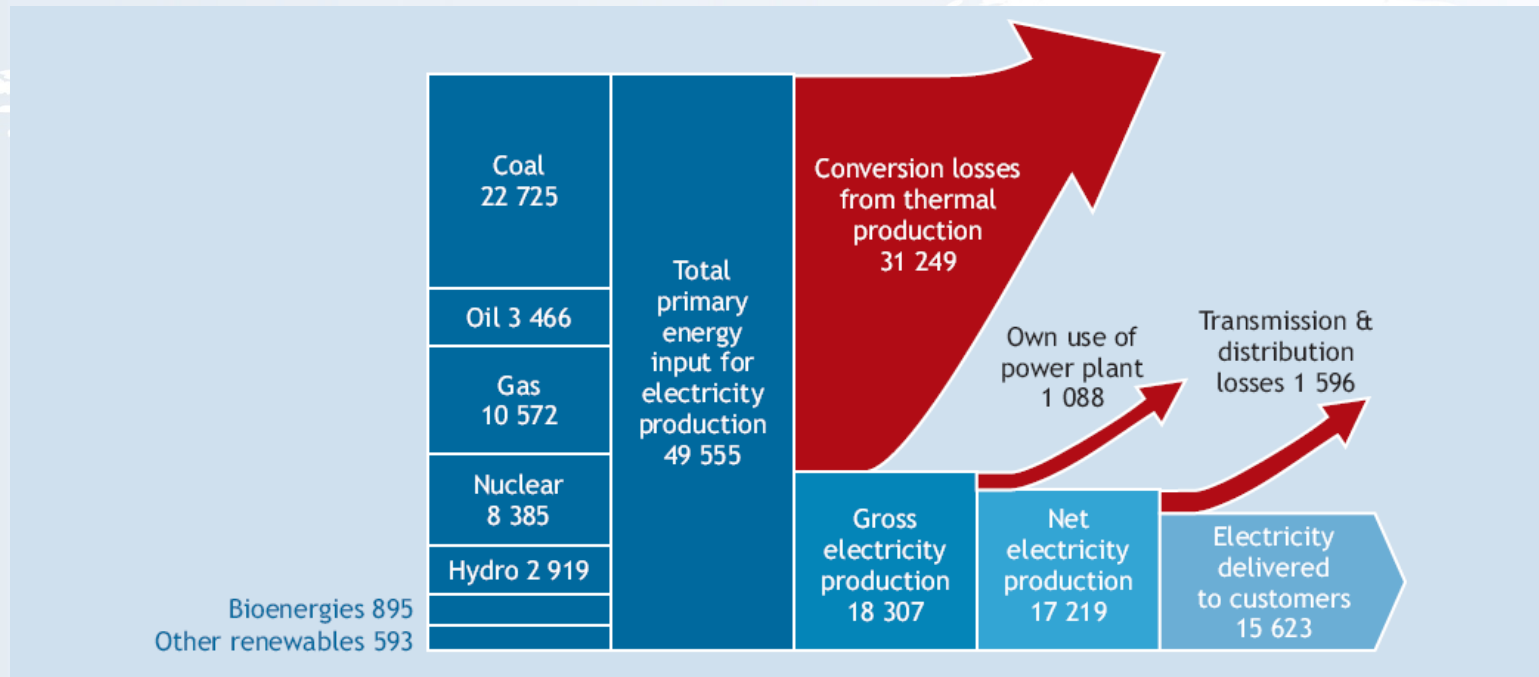 Coal
22 725
Oil 3 466
Gas
10 572
Nuclear
8 385
Hydro 2 919
Bioenergies 895
Other renewables 593
Total
primary
energy
input for
electricity
production
49 555
Conversion losses
from thermal
production
31 249
Own use of
power plant
1 088
Transmission &
distribution
losses 1 596
Gross
electricity
production
18 307
Net
electricity
production
17 219
Electricity
delivered
to customers
15 623